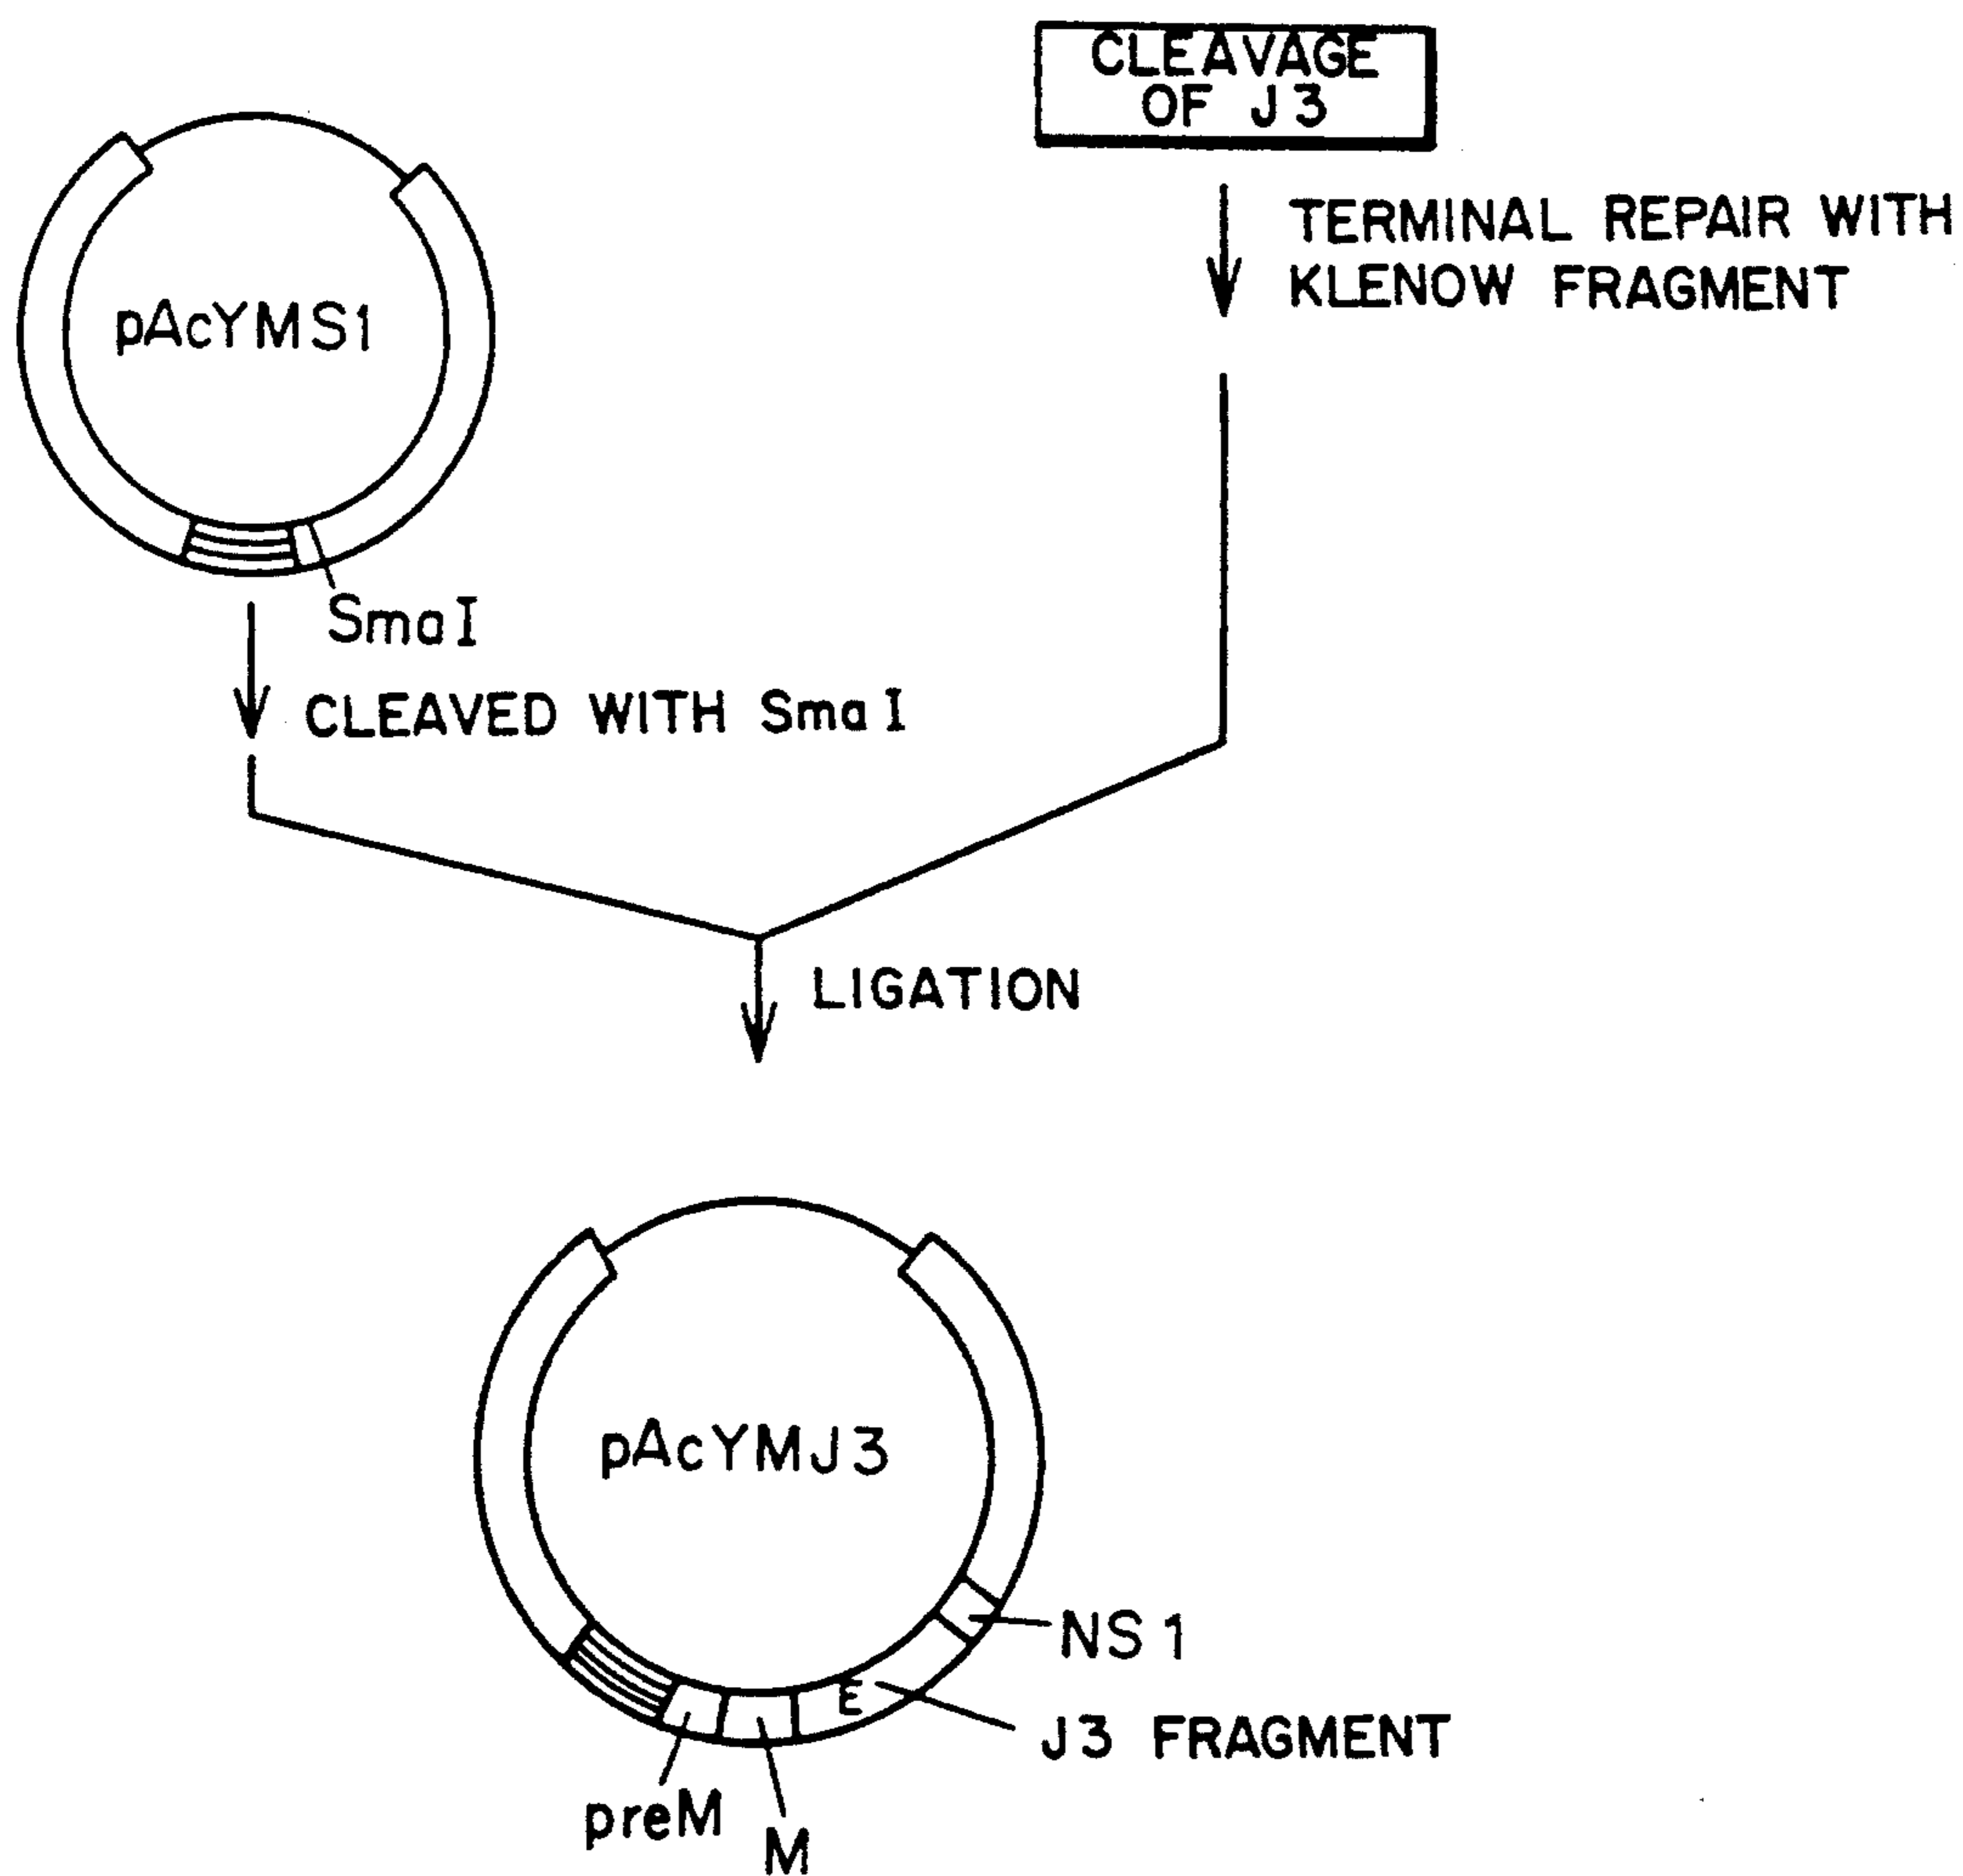 CLEAVAGE
OF J3
TERMINAL REPAIR WITH
KLENOW FRAGMENT
pAcYMS1
SmaI
CLEAVED WITH SmaI
LIGATION
pAcYMJ3
NS1
E
J3 FRAGMENT
preM
M